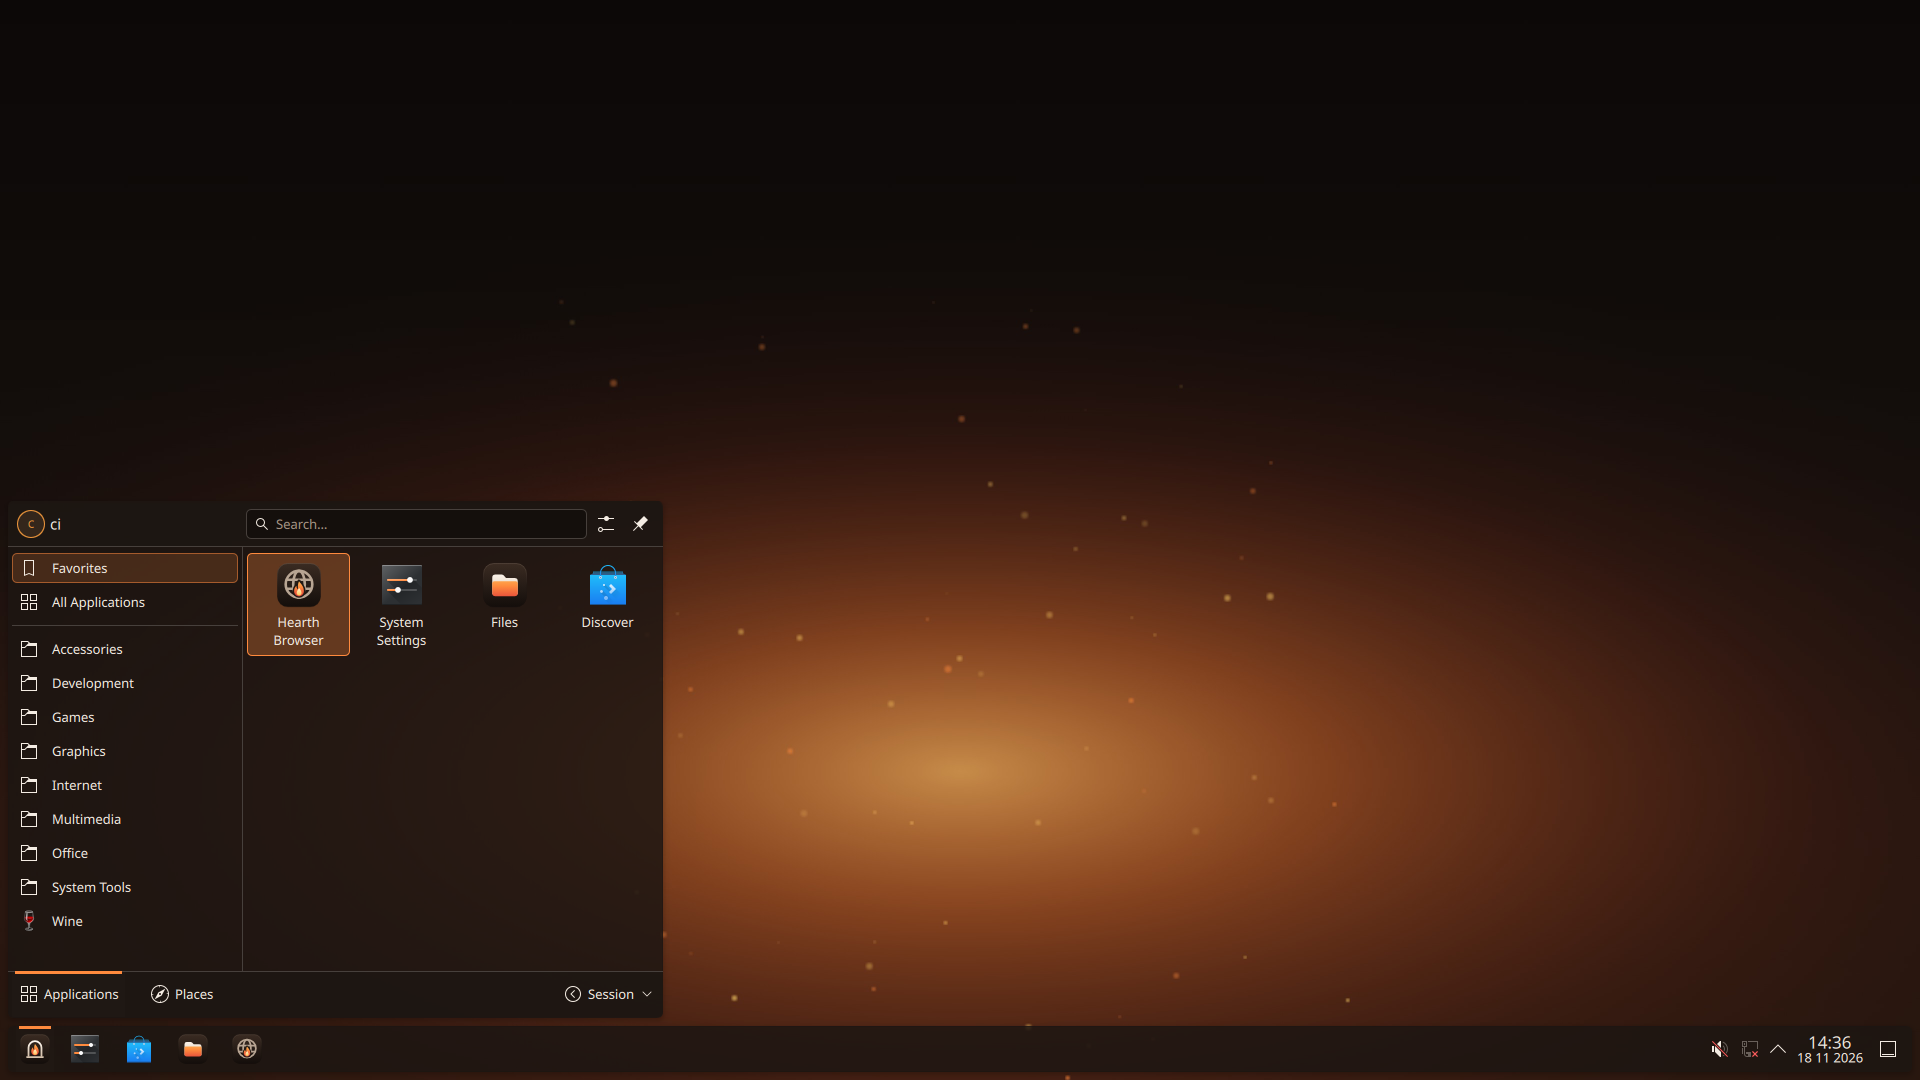 C
ci
Search...
Favorites
All Applications
Accessories
Development
Games
Graphics
Internet
Multimedia
Office
System Tools
Wine
Hearth
Browser
System
Settings
Files
Discover
Applications
Places
Session
14:36
18 11 2026